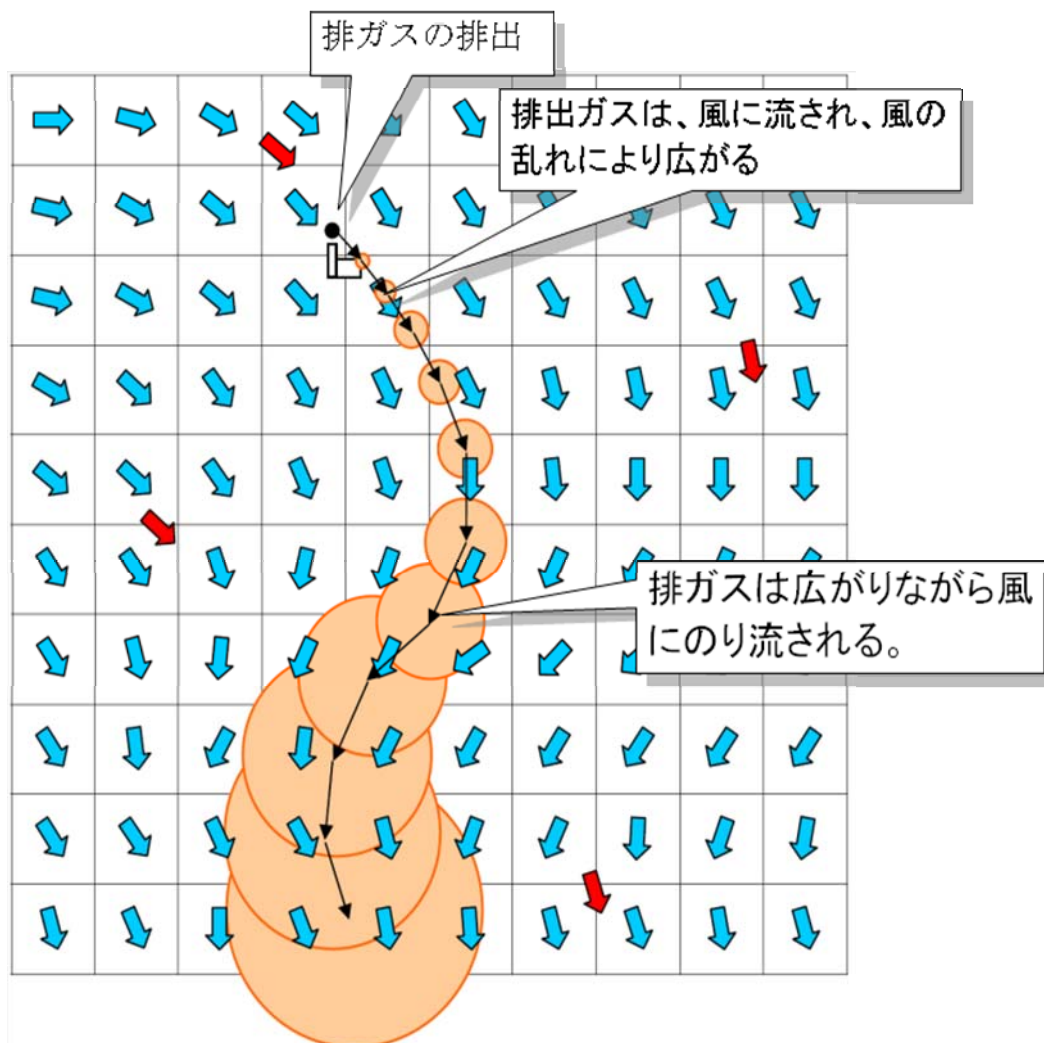 排ガスの排出
排出ガスは、風に流され、風の
乱れにより広がる
排ガスは広がりながら風
にのり流される。